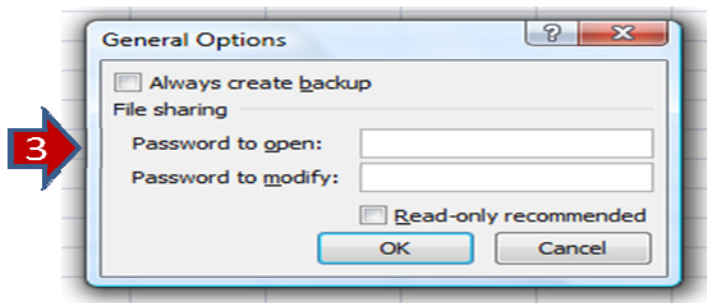 General Options
Always create backup
File sharing
3
Password to open:
Password to modify:
Read-only recommended
OK
Cancel